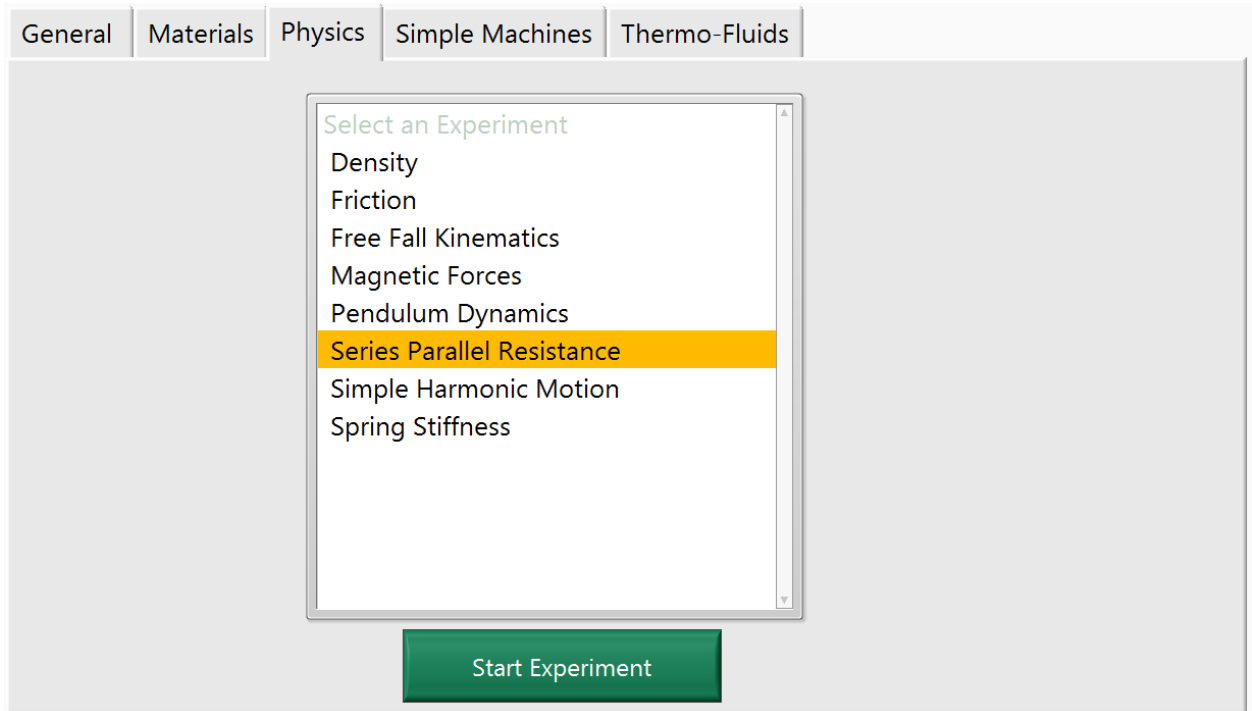 General Materials Physics Simple Machines Thermo-Fluids
Select an Experiment
Density
Friction
Free Fall Kinematics
Magnetic Forces
Pendulum Dynamics
Series Parallel Resistance
Simple Harmonic Motion
Spring Stiffness
Start Experiment